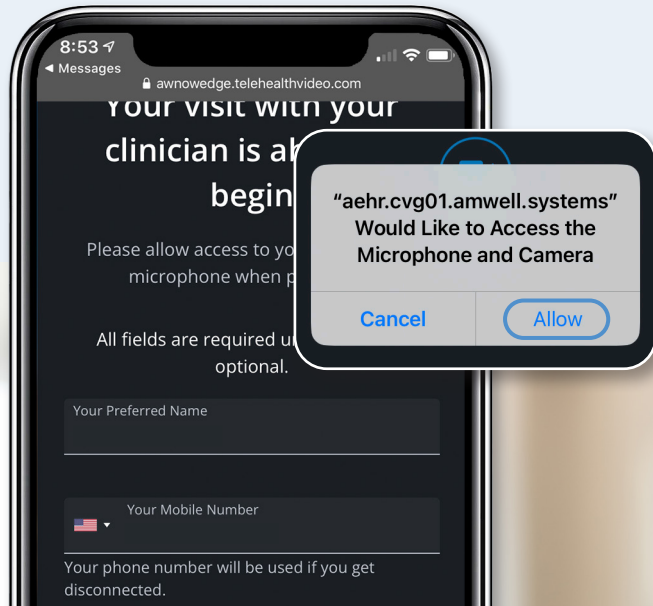 8:53
Messages
awnowedge.telehealthvideo.com
Your visit with your
clinician is ab
begin
Please allow access to yo
microphone when p
All fields are required u
optional.
Your Preferred Name
Your Mobile Number
Your phone number will be used if you get
disconnected.
"aehr.cvg01.amwell.systems"
Would Like to Access the
Microphone and Camera
Cancel
Allow